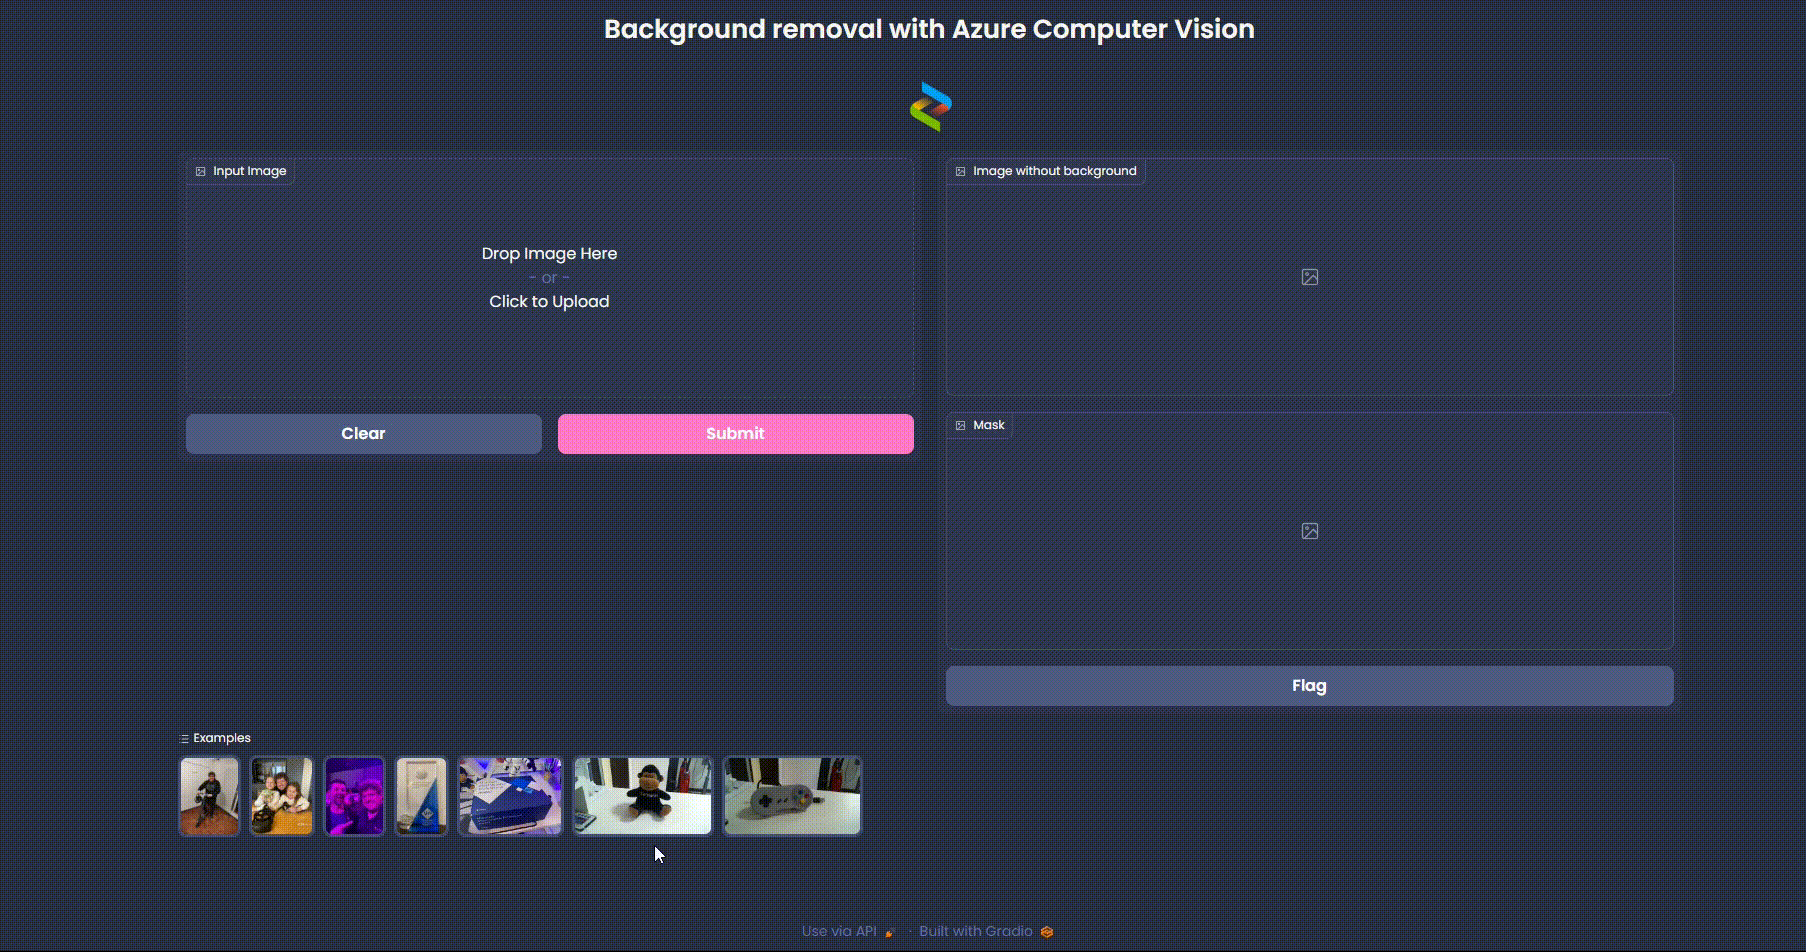 Background removal with Azure Computer Vision
Input Image
Drop Image Here
- or -
Click to Upload
Clear
Submit
Image without background
Mask
Flag
Examples
Use via API
· Built with Gradio